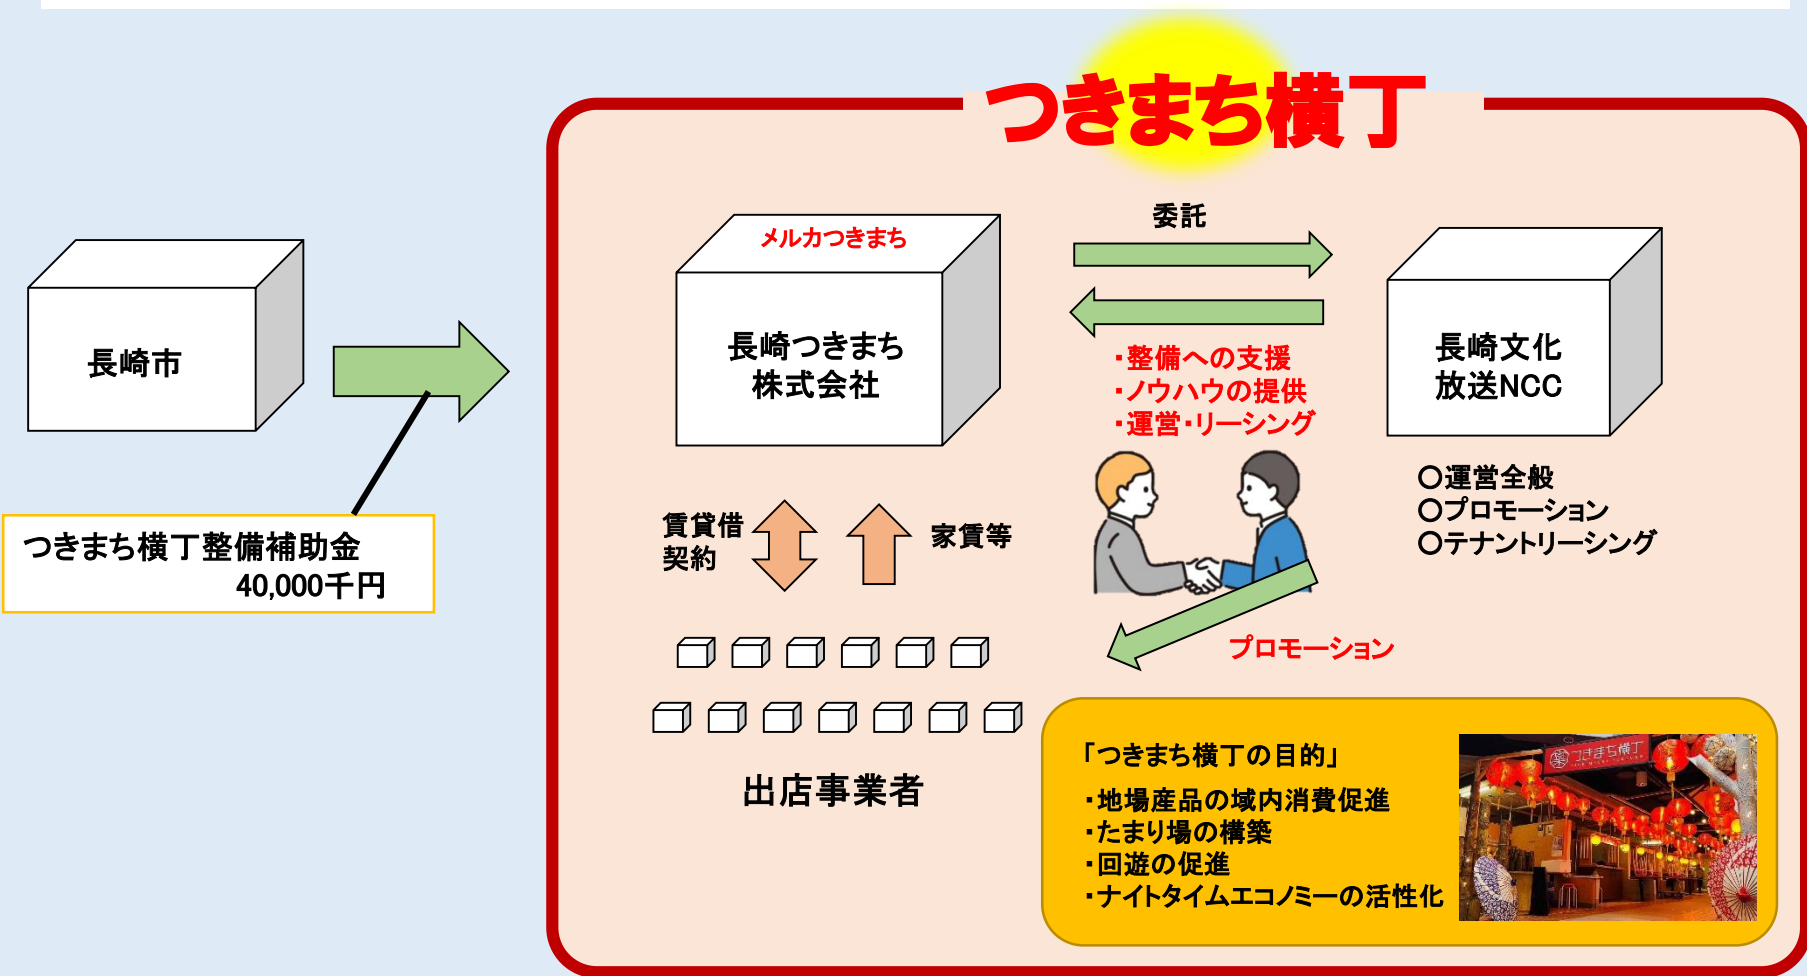 つきまち横丁
長崎市
つきまち横丁整備補助金
40,000千円
メルカつきまち
長崎つきまち
株式会社
委託
・整備への支援
・ノウハウの提供
・運営・リーシング
長崎文化
放送NCC
〇運営全般
〇プロモーション
〇テナントリーシング
賃貸借
契約
家賃等
プロモーション
出店事業者
「つきまち横丁の目的」
・地場産品の域内消費促進
・たまり場の構築
・回遊の促進
・ナイトタイムエコノミーの活性化
つきまち横丁